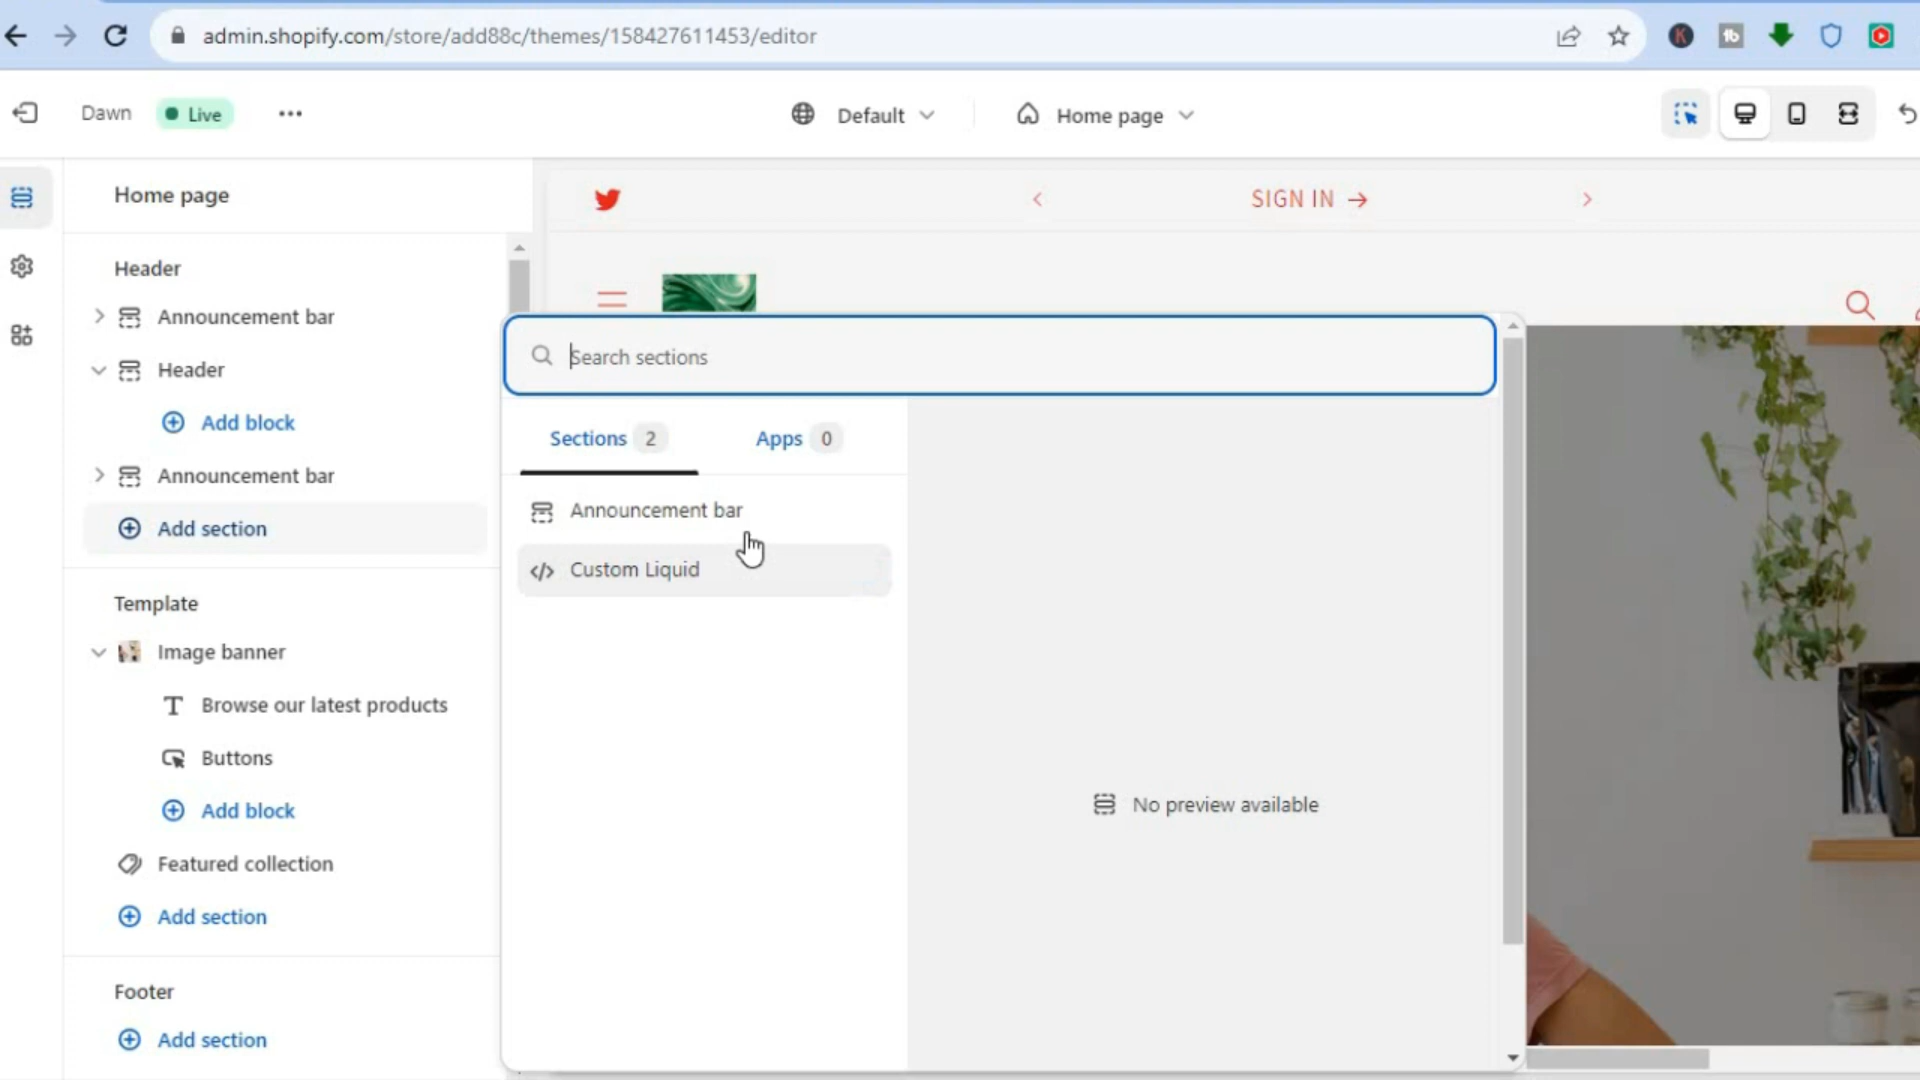 admin.shopify.com/store/add88c/themes/158427611453/editor
K
tb
Dawn
Live
Default
Home page
Home page
SIGN IN →
Header
Announcement bar
Header
Search sections
Add block
Sections 2
Apps 0
Announcement bar
Announcement bar
Add section
Custom Liquid
Template
Image banner
T Browse our latest products
Buttons
Add block
No preview available
Featured collection
Add section
Footer
Add section